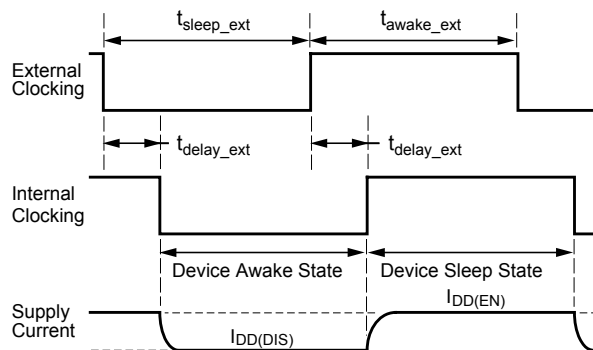 t_sleep_ext t_awake_ext
External
Clocking
t_delay_ext t_delay_ext
Internal
Clocking
Device Awake State Device Sleep State
Supply
Current
I_DD(DIS) I_DD(EN)